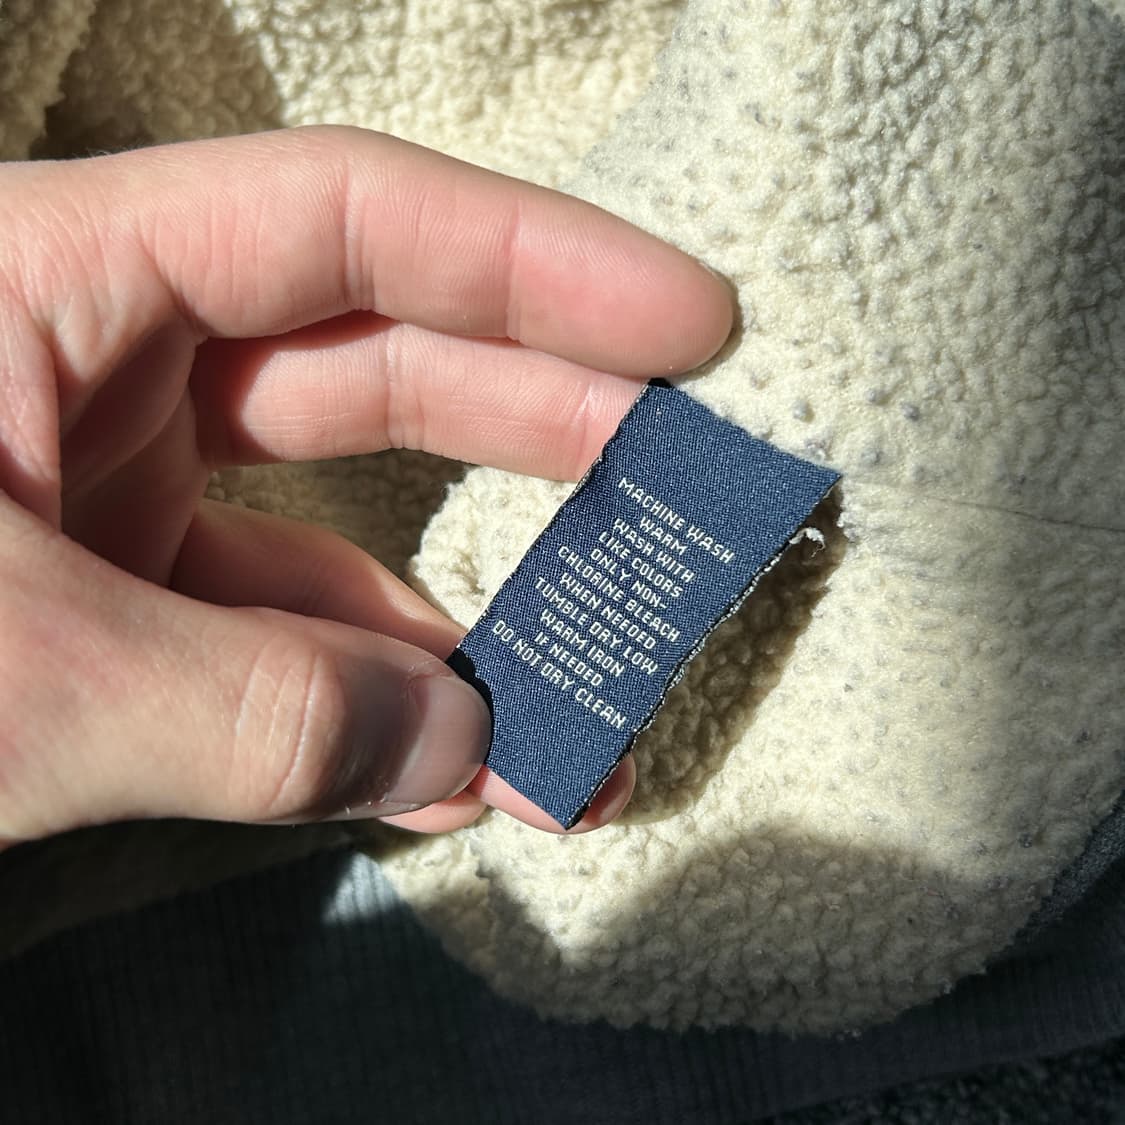 MACHINE WASH
WARM
WASH WITH
LIKE COLORS
ONLY NON-
CHLORINE BLEACH
WHEN NEEDED
TUMBLE DRY LOW
WARM IRON
IF NEEDED
DO NOT DRY CLEAN